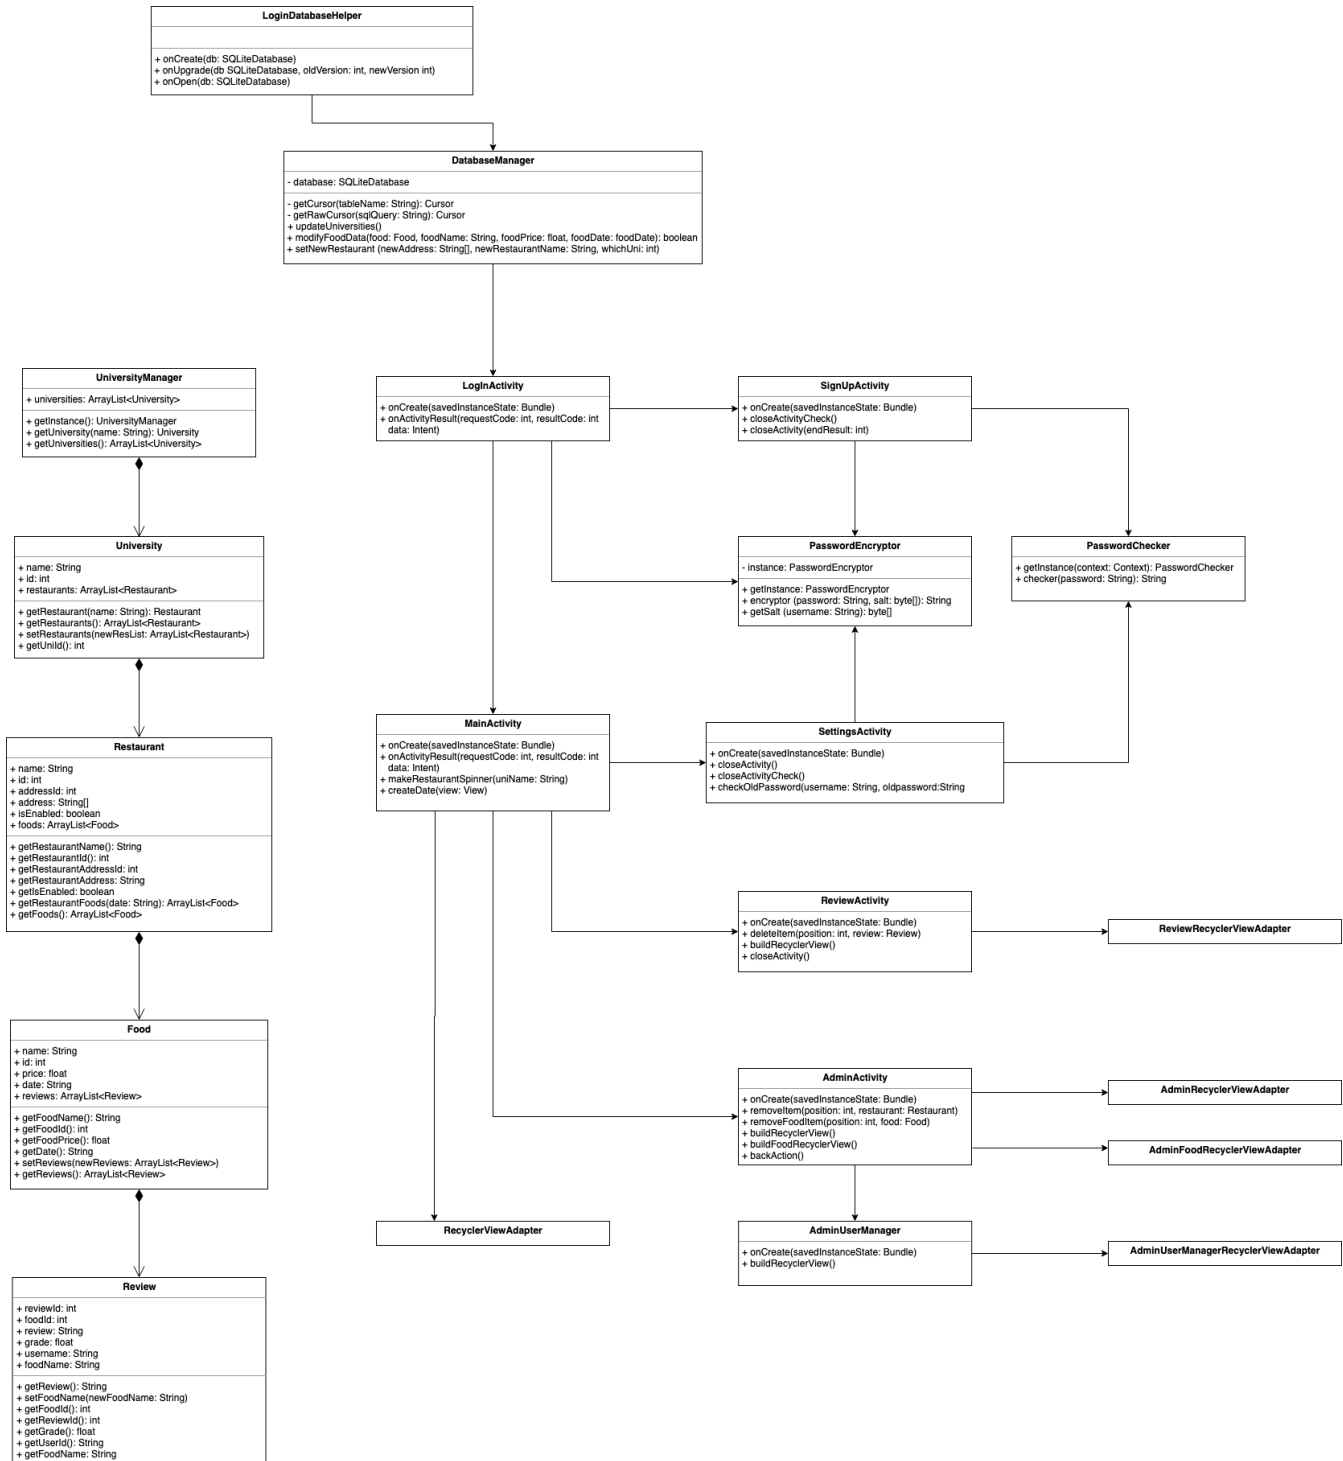 LoginDatabaseHelper
+ onCreate(db: SQLiteDatabase)
+ onUpgrade(db SQLiteDatabase, oldVersion: int, newVersion int)
+ onOpen(db: SQLiteDatabase)
DatabaseManager
- database: SQLiteDatabase
- getCursor(tableName: String): Cursor
- getRawCursor(sqlQuery: String): Cursor
+ updateUniversities()
+ modifyFoodData(food: Food, foodName: String, foodPrice: float, foodDate: foodDate): boolean
+ setNewRestaurant (newAddress: String[], newRestaurantName: String, whichUni: int)
UniversityManager
+ universities: ArrayList<University>
+ getInstance(): UniversityManager
+ getUniversity(name: String): University
+ getUniversities(): ArrayList<University>
LogInActivity
+ onCreate(savedInstanceState: Bundle)
+ onActivityResult(requestCode: int, resultCode: int
data: Intent)
SignUpActivity
+ onCreate(savedInstanceState: Bundle)
+ closeActivityCheck()
+ closeActivity(endResult: int)
University
+ name: String
+ id: int
+ restaurants: ArrayList<Restaurant>
+ getRestaurant(name: String): Restaurant
+ getRestaurants(): ArrayList<Restaurant>
+ setRestaurants(newResList: ArrayList<Restaurant>)
+ getUniId(): int
PasswordEncryptor
- instance: PasswordEncryptor
+ getInstance: PasswordEncryptor
+ encryptor (password: String, salt: byte[]): String
+ getSalt (username: String): byte[]
PasswordChecker
+ getInstance(context: Context): PasswordChecker
+ checker(password: String): String
Restaurant
+ name: String
+ id: int
+ addressId: int
+ address: String[]
+ isEnabled: boolean
+ foods: ArrayList<Food>
+ getRestaurantName(): String
+ getRestaurantId(): int
+ getRestaurantAddressId: int
+ getRestaurantAddress: String
+ getIsEnabled: boolean
+ getRestaurantFoods(date: String): ArrayList<Food>
+ getFoods(): ArrayList<Food>
MainActivity
+ onCreate(savedInstanceState: Bundle)
+ onActivityResult(requestCode: int, resultCode: int
data: Intent)
+ makeRestaurantSpinner(uniName: String)
+ createDate(view: View)
SettingsActivity
+ onCreate(savedInstanceState: Bundle)
+ closeActivity()
+ closeActivityCheck()
+ checkOldPassword(username: String, oldpassword:String
ReviewActivity
+ onCreate(savedInstanceState: Bundle)
+ deleteItem(position: int, review: Review)
+ buildRecyclerView()
+ closeActivity()
ReviewRecyclerViewAdapter
Food
+ name: String
+ id: int
+ price: float
+ date: String
+ reviews: ArrayList<Review>
+ getFoodName(): String
+ getFoodId(): int
+ getFoodPrice(): float
+ getDate(): String
+ setReviews(newReviews: ArrayList<Review>)
+ getReviews(): ArrayList<Review>
AdminActivity
+ onCreate(savedInstanceState: Bundle)
+ removeItem(position: int, restaurant: Restaurant)
+ removeFoodItem(position: int, food: Food)
+ buildRecyclerView()
+ buildFoodRecyclerView()
+ backAction()
AdminRecyclerViewAdapter
AdminFoodRecyclerViewAdapter
RecyclerViewAdapter
AdminUserManager
+ onCreate(savedInstanceState: Bundle)
+ buildRecyclerView()
AdminUserManagerRecyclerViewAdapter
Review
+ reviewId: int
+ foodId: int
+ review: String
+ grade: float
+ username: String
+ foodName: String
+ getReview(): String
+ setFoodName(newFoodName: String)
+ getFoodId(): int
+ getReviewId(): int
+ getGrade(): float
+ getUserId(): String
+ getFoodName: String